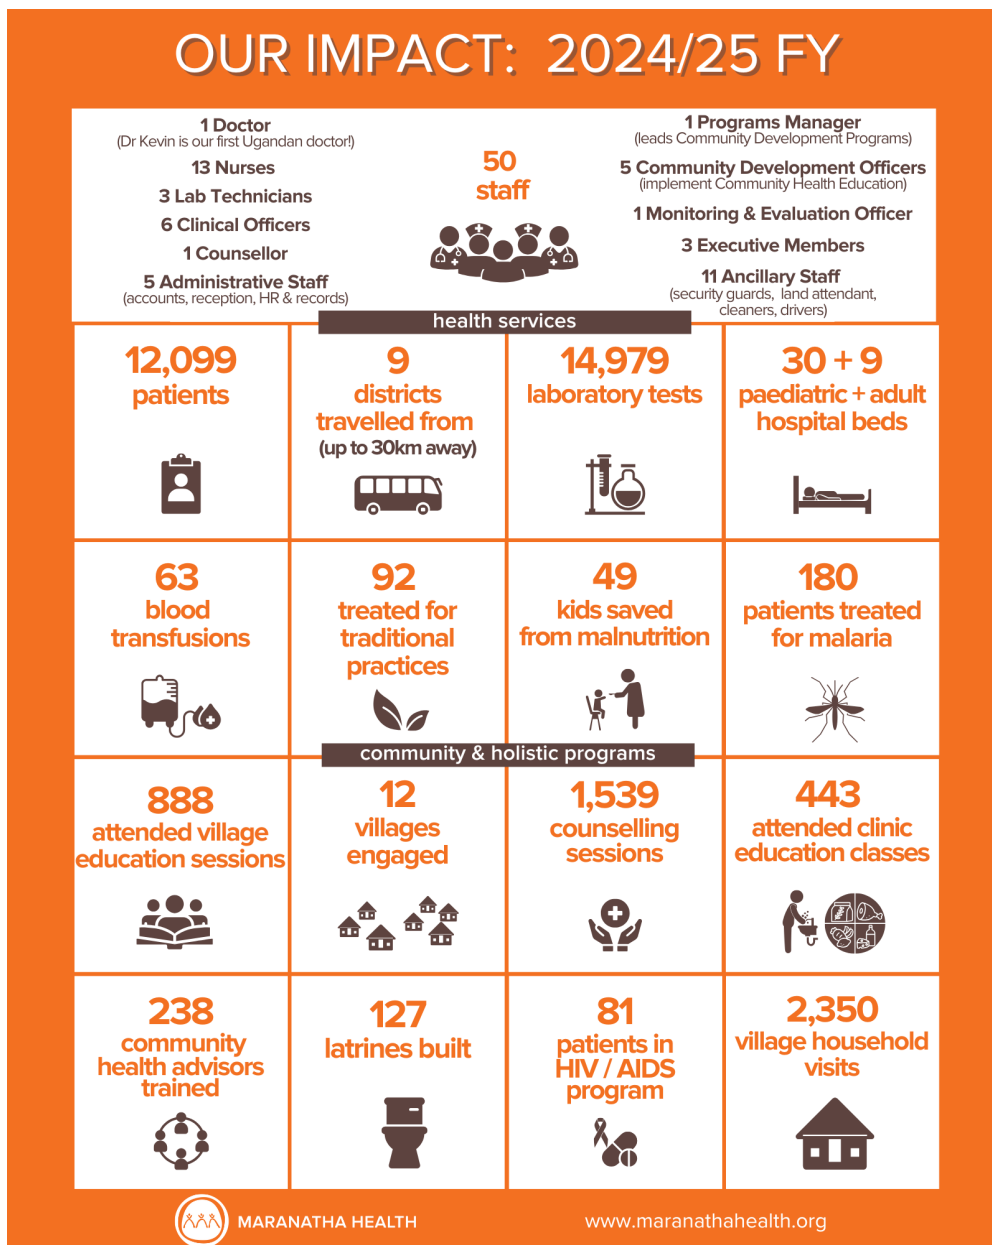 OUR IMPACT: 2024/25 FY
1 Doctor
(Dr Kevin is our first Ugandan doctor!)
13 Nurses
3 Lab Technicians
6 Clinical Officers
1 Counsellor
5 Administrative Staff
(accounts, reception, HR & records)
50
staff
1 Programs Manager
(leads Community Development Programs)
5 Community Development Officers
(implement Community Health Education)
1 Monitoring & Evaluation Officer
3 Executive Members
11 Ancillary Staff
(security guards, land attendant,
cleaners, drivers)
health services
12,099
patients
9
districts
travelled from
(up to 30km away)
14,979
laboratory tests
30 + 9
paediatric + adult
hospital beds
63
blood
transfusions
92
treated for
traditional
practices
49
kids saved
from malnutrition
180
patients treated
for malaria
community & holistic programs
888
attended village
education sessions
12
villages
engaged
1,539
counselling
sessions
443
attended clinic
education classes
238
community
health advisors
trained
127
latrines built
81
patients in
HIV / AIDS
program
2,350
village household
visits
MARANATHA HEALTH
www.maranathahealth.org